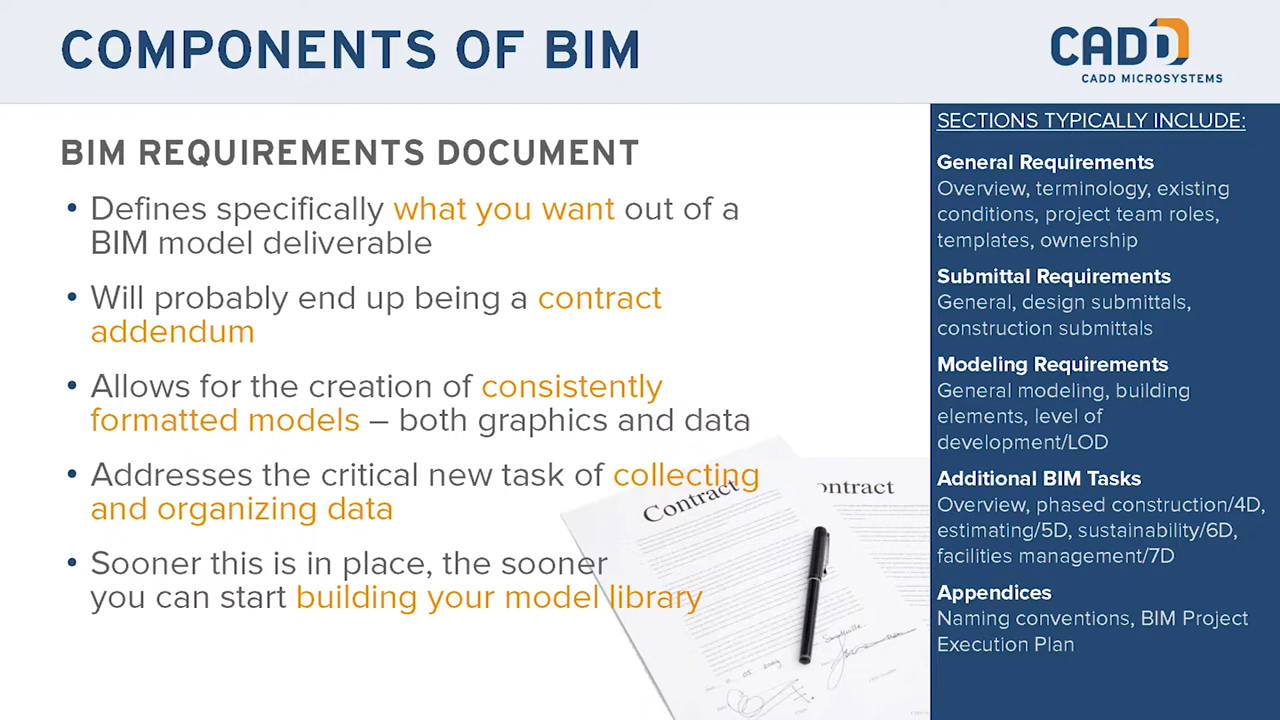 COMPONENTS OF BIM
CADD
CADD MICROSYSTEMS
BIM REQUIREMENTS DOCUMENT
• Defines specifically what you want out of a
BIM model deliverable
• Will probably end up being a contract
addendum
• Allows for the creation of consistently
formatted models – both graphics and data
• Addresses the critical new task of collecting
and organizing data
• Sooner this is in place, the sooner
you can start building your model library
Contract
ontract
SECTIONS TYPICALLY INCLUDE:
General Requirements
Overview, terminology, existing
conditions, project team roles,
templates, ownership
Submittal Requirements
General, design submittals,
construction submittals
Modeling Requirements
General modeling, building
elements, level of
development/LOD
Additional BIM Tasks
Overview, phased construction/4D,
estimating/5D, sustainability/6D,
facilities management/7D
Appendices
Naming conventions, BIM Project
Execution Plan